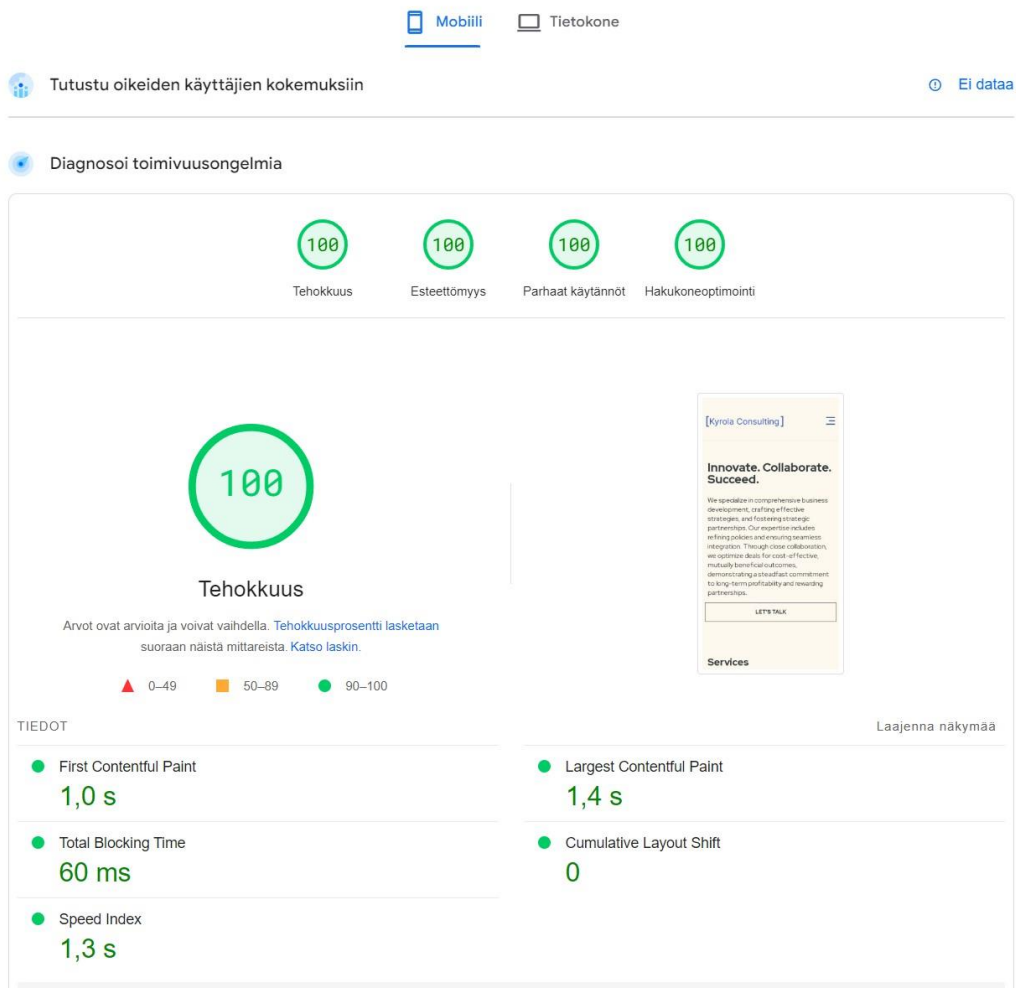 Mobiili
Tietokone
Tutustu oikeiden käyttäjien kokemuksiin
Ei dataa
Diagnosoi toimivuusongelmia
100
100
100
100
Tehokkuus
Esteettömyys
Parhaat käytännöt
Hakukoneoptimointi
100
Tehokkuus
Arvot ovat arvioita ja voivat vaihdella. Tehokkuusprosentti lasketaan
suoraan näistä mittareista. Katso laskin.
0–49
50–89
90–100
[Kyrola Consulting]
Innovate. Collaborate.
Succeed.
We specialize in comprehensive business
development, crafting effective
strategies, and fostering strategic
partnerships. Our expertise includes
refining policies and ensuring seamless
integration. Through close collaboration,
we optimize deals for cost-effective,
mutually beneficial outcomes,
demonstrating a steadfast commitment
to long-term profitability and rewarding
partnerships.
LET'S TALK
Services
TIEDOT
Laajenna näkymää
First Contentful Paint
1,0 s
Largest Contentful Paint
1,4 s
Total Blocking Time
60 ms
Cumulative Layout Shift
0
Speed Index
1,3 s